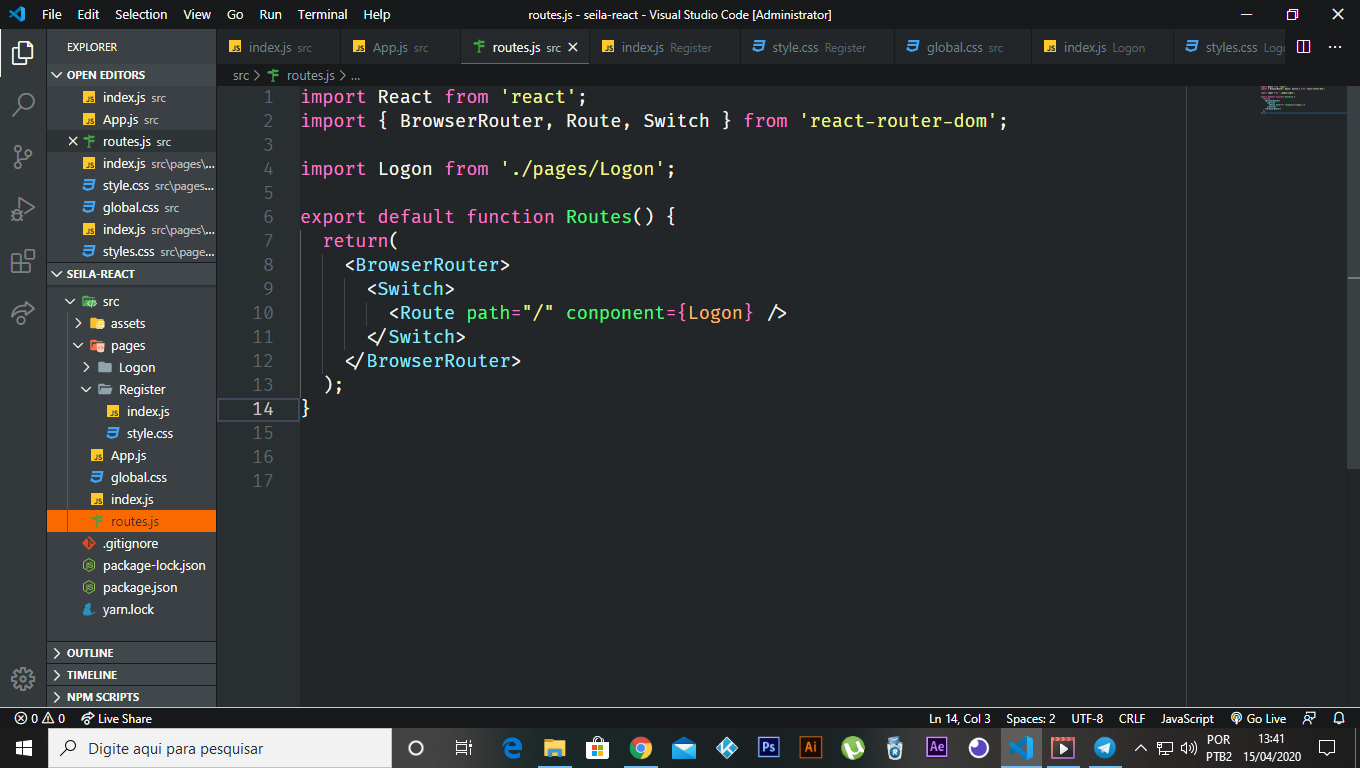 File Edit Selection View Go Run Terminal Help
routes.js - seila-react - Visual Studio Code [Administrator]
EXPLORER
OPEN EDITORS
index.js src
App.js src
routes.js src
index.js src\pages\...
style.css src\pages...
global.css src
index.js src\pages\...
styles.css src\page...
SEILA-REACT
src
assets
pages
Logon
Register
index.js
style.css
App.js
global.css
index.js
routes.js
.gitignore
package-lock.json
package.json
yarn.lock
OUTLINE
TIMELINE
NPM SCRIPTS
index.js src
App.js src
routes.js src
index.js Register
style.css Register
global.css src
index.js Logon
styles.css Logo
src > routes.js > ...
1 import React from 'react';
2 import { BrowserRouter, Route, Switch } from 'react-router-dom';
3
4 import Logon from './pages/Logon';
5
6 export default function Routes() {
7 return(
8 <BrowserRouter>
9 <Switch>
10 <Route path="/" conponent={Logon} />
11 </Switch>
12 </BrowserRouter>
13 );
14 }
15
16
17
0 0 Live Share
Ln 14, Col 3 Spaces: 2 UTF-8 CRLF JavaScript Go Live
Digite aqui para pesquisar
Ps Ai Ae
POR
PTB2
13:41
15/04/2020